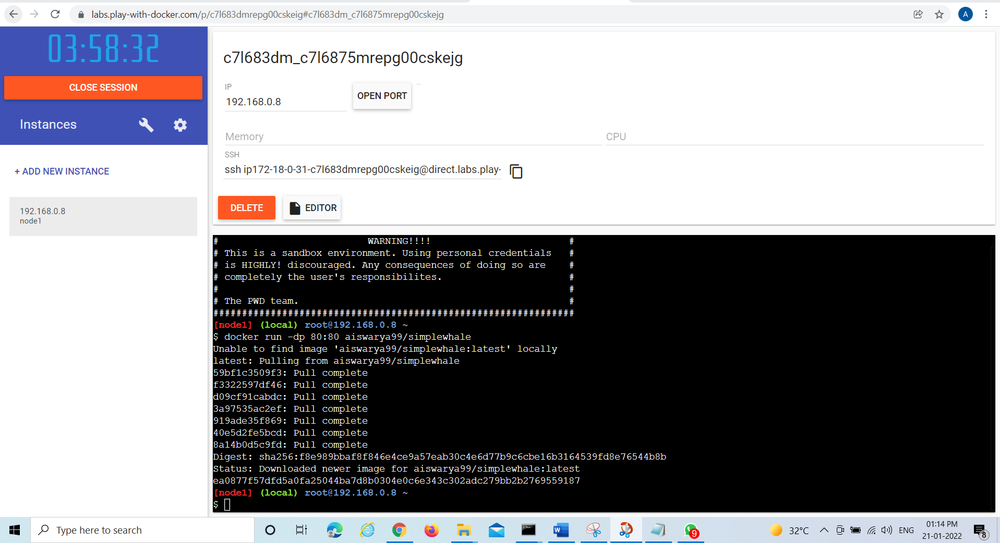 labs.play-with-docker.com/p/c7l683dmrepg00cskeig#c7l683dm_c7l6875mrepg00cskejg
A
03:58:32
CLOSE SESSION
Instances
+ ADD NEW INSTANCE
192.168.0.8
node1
c7l683dm_c7l6875mrepg00cskejg
IP
192.168.0.8
OPEN PORT
Memory
CPU
SSH
ssh ip172-18-0-31-c7l683dmrepg00cskeig@direct.labs.play-
DELETE
EDITOR
# WARNING!!!! #
# This is a sandbox environment. Using personal credentials #
# is HIGHLY! discouraged. Any consequences of doing so are #
# completely the user's responsibilites. #
# #
# The PWD team. #
###############################################################
[node1] (local) root@192.168.0.8 ~
$ docker run -dp 80:80 aiswarya99/simplewhale
Unable to find image 'aiswarya99/simplewhale:latest' locally
latest: Pulling from aiswarya99/simplewhale
59bf1c3509f3: Pull complete
f3322597df46: Pull complete
d09cf91cabdc: Pull complete
3a97535ac2ef: Pull complete
919ade35f869: Pull complete
40e5d2fe5bcd: Pull complete
8a14b0d5c9fd: Pull complete
Digest: sha256:f8e989bbaf8f846e4ce9a57eab30c4e6d77b9c6cbe16b3164539fd8e76544b8b
Status: Downloaded newer image for aiswarya99/simplewhale:latest
ea0877f57dfd5a0fa25044ba7d8b0304e0c6e343c302adc279bb2b2769559187
[node1] (local) root@192.168.0.8 ~
$
Type here to search
W
9
32°C
ENG
01:14 PM
21-01-2022
8